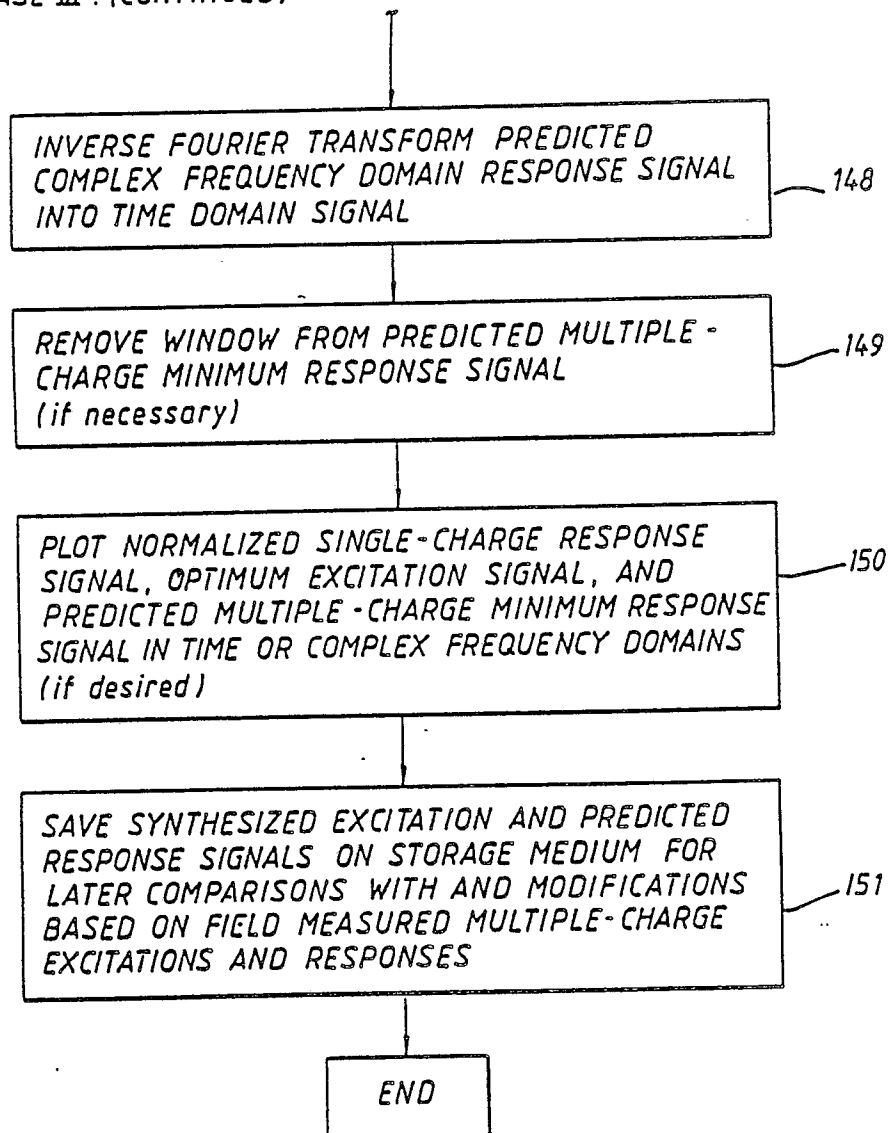 INVERSE FOURIER TRANSFORM PREDICTED
COMPLEX FREQUENCY DOMAIN RESPONSE SIGNAL
INTO TIME DOMAIN SIGNAL
148
REMOVE WINDOW FROM PREDICTED MULTIPLE-
CHARGE MINIMUM RESPONSE SIGNAL
(if necessary)
149
PLOT NORMALIZED SINGLE-CHARGE RESPONSE
SIGNAL, OPTIMUM EXCITATION SIGNAL, AND
PREDICTED MULTIPLE-CHARGE MINIMUM RESPONSE
SIGNAL IN TIME OR COMPLEX FREQUENCY DOMAINS
(if desired)
150
SAVE SYNTHESIZED EXCITATION AND PREDICTED
RESPONSE SIGNALS ON STORAGE MEDIUM FOR
LATER COMPARISONS WITH AND MODIFICATIONS
BASED ON FIELD MEASURED MULTIPLE-CHARGE
EXCITATIONS AND RESPONSES
151
END